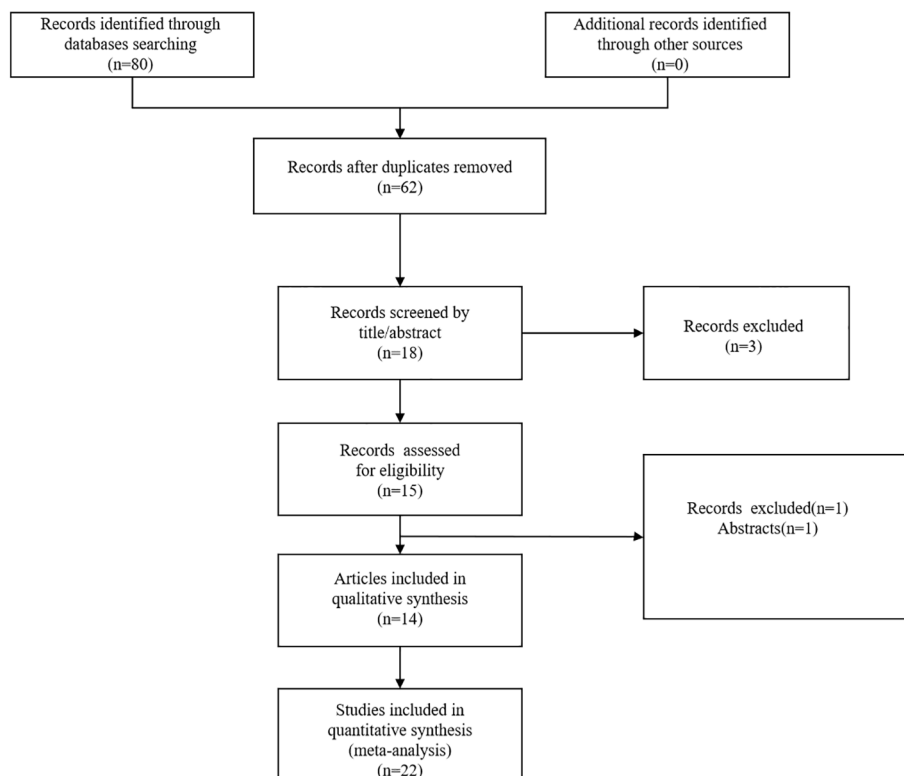 Records identified through
databases searching
(n=80)
Additional records identified
through other sources
(n=0)
Records after duplicates removed
(n=62)
Records screened by
title/abstract
(n=18)
Records excluded
(n=3)
Records assessed
for eligibility
(n=15)
Records excluded(n=1)
Abstracts(n=1)
Articles included in
qualitative synthesis
(n=14)
Studies included in
quantitative synthesis
(meta-analysis)
(n=22)